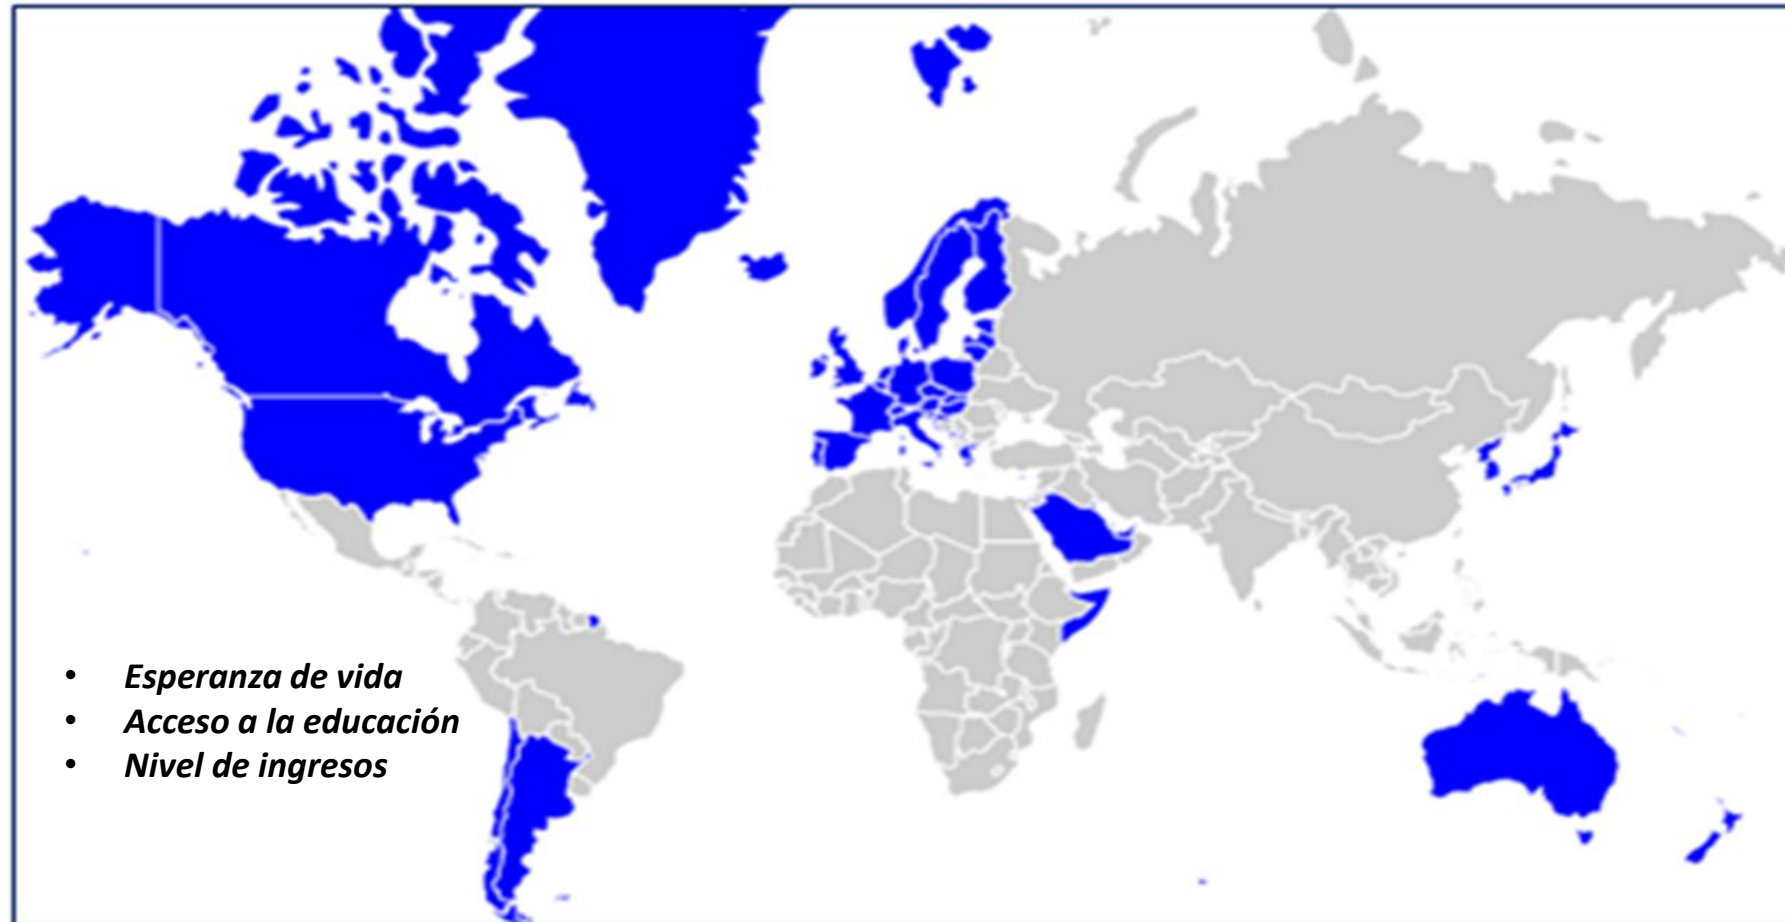 • Esperanza de vida
• Acceso a la educación
• Nivel de ingresos